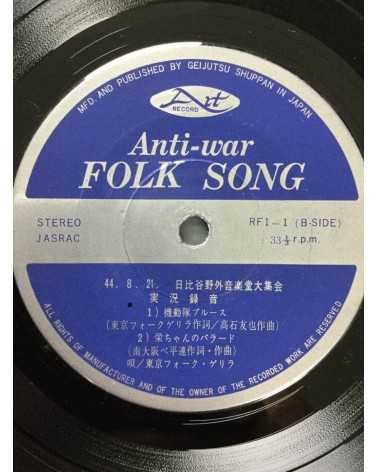 MFD. AND PUBLISHED BY GEIJUTSU SHUPPAN IN JAPAN
Art
RECORD
Anti-war
FOLK SONG
STEREO
JASRAC
RF1-1 (B-SIDE)
33⅓ r.p.m.
44. 8. 21. 日比谷野外音楽堂大集会
実況録音
1) 機動隊ブルース
(東京フォークゲリラ作詞/高石友也作曲)
2) 栄ちゃんのバラード
(南大阪ベ平連作詞・作曲)
唄/東京フォーク・ゲリラ
ALL RIGHTS OF MANUFACTURER AND OF THE OWNER OF THE RECORDED WORK ARE RESERVED